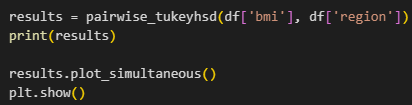 results = pairwise_tukeyhsd(df['bmi'], df['region'])
print(results)
results.plot_simultaneous()
plt.show()